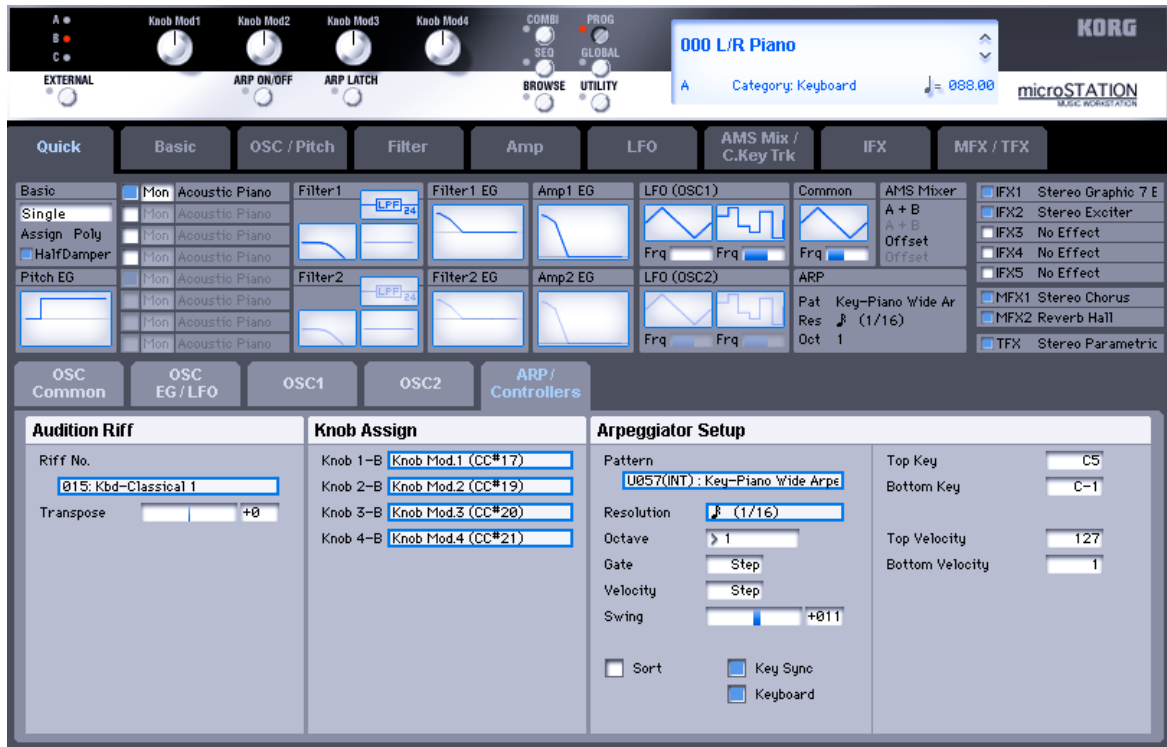 A
B
C
Knob Mod1
Knob Mod2
Knob Mod3
Knob Mod4
COMBI
PROG
SEQ
GLOBAL
EXTERNAL
ARP ON/OFF
ARP LATCH
BROWSE
UTILITY
000 L/R Piano
A Category: Keyboard ♩= 088.00
KORG
microSTATION
MUSIC WORKSTATION
Quick
Basic
OSC / Pitch
Filter
Amp
LFO
AMS Mix /
C.Key Trk
IFX
MFX / TFX
Basic
Single
Assign Poly
HalfDamper
Pitch EG
Mon Acoustic Piano
Mon Acoustic Piano
Mon Acoustic Piano
Mon Acoustic Piano
Mon Acoustic Piano
Mon Acoustic Piano
Mon Acoustic Piano
Mon Acoustic Piano
Filter1
LPF 24
Filter2
LPF 24
Filter1 EG
Filter2 EG
Amp1 EG
Amp2 EG
LFO (OSC1)
Frq
Frq
LFO (OSC2)
Frq
Frq
Common
Frq
AMS Mixer
A + B
A + B
Offset
Offset
ARP
Pat Key-Piano Wide Ar
Res (1/16)
Oct 1
IFX1 Stereo Graphic 7 E
IFX2 Stereo Exciter
IFX3 No Effect
IFX4 No Effect
IFX5 No Effect
MFX1 Stereo Chorus
MFX2 Reverb Hall
TFX Stereo Parametric
OSC
Common
OSC
EG / LFO
OSC1
OSC2
ARP /
Controllers
Audition Riff
Riff No.
015: Kbd-Classical 1
Transpose +0
Knob Assign
Knob 1-B Knob Mod.1 (CC#17)
Knob 2-B Knob Mod.2 (CC#19)
Knob 3-B Knob Mod.3 (CC#20)
Knob 4-B Knob Mod.4 (CC#21)
Arpeggiator Setup
Pattern
U057(INT) : Key-Piano Wide Arpe
Resolution (1/16)
Octave 1
Gate Step
Velocity Step
Swing +011
Sort
Key Sync
Keyboard
Top Key C5
Bottom Key C-1
Top Velocity 127
Bottom Velocity 1